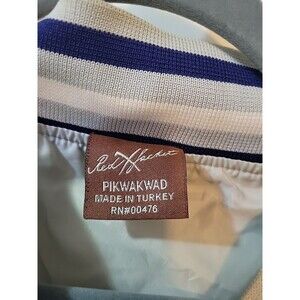 Red Jacket
PIKWAKWAD
MADE IN TURKEY
RN#00476